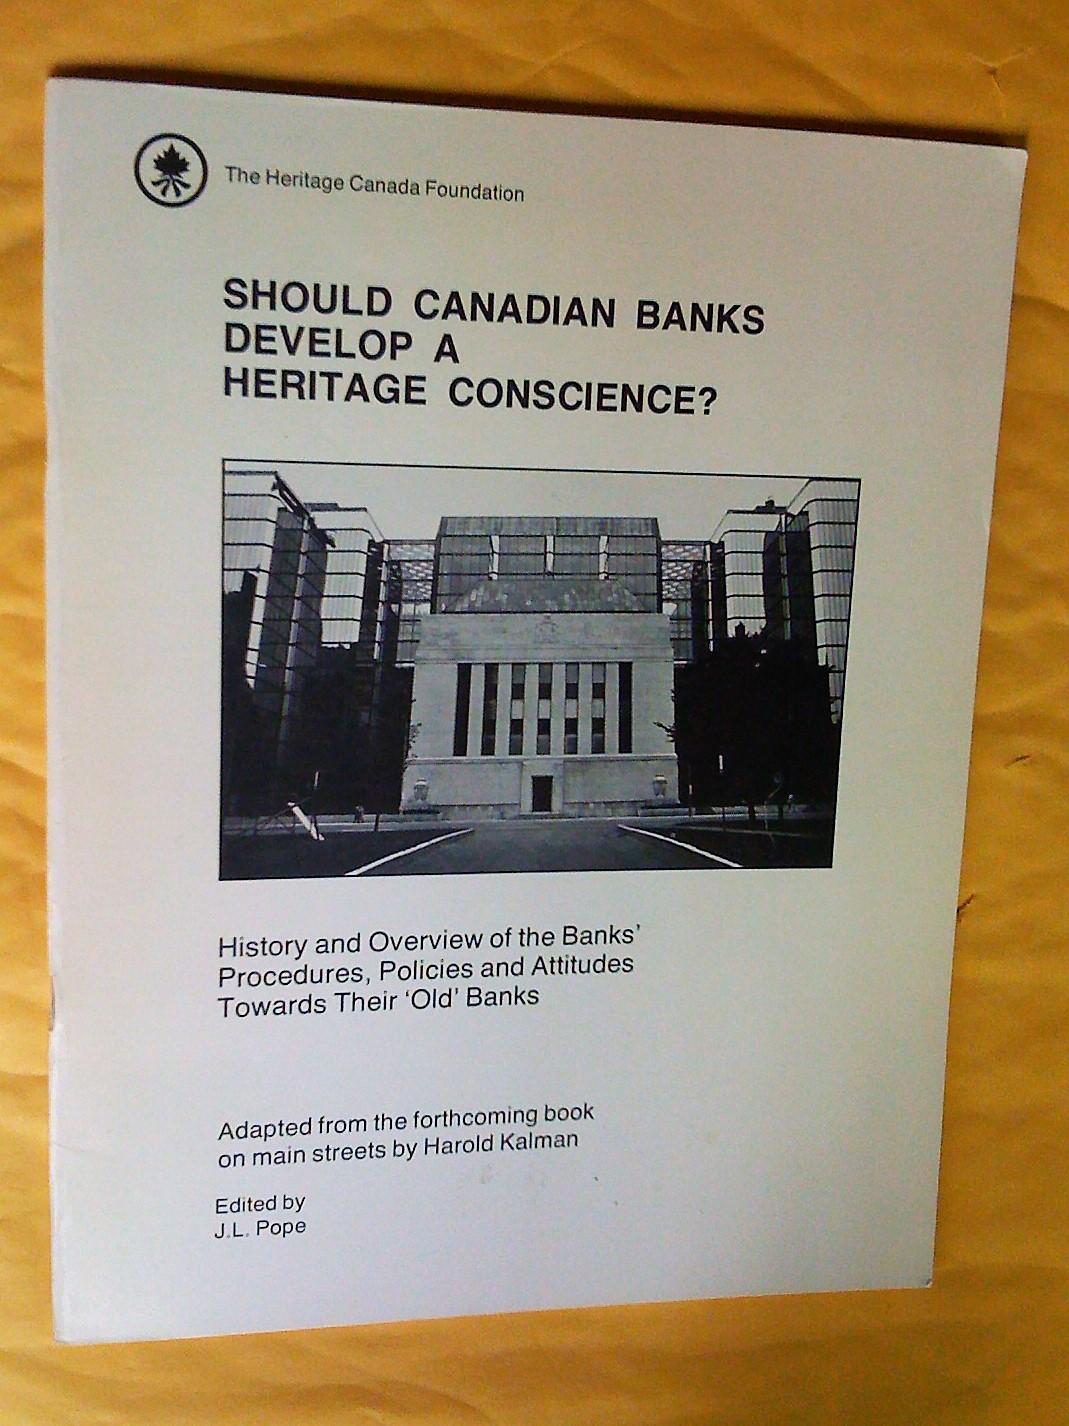 The Heritage Canada Foundation
SHOULD CANADIAN BANKS
DEVELOP A
HERITAGE CONSCIENCE?
History and Overview of the Banks’
Procedures, Policies and Attitudes
Towards Their ‘Old’ Banks
Adapted from the forthcoming book
on main streets by Harold Kalman
Edited by
J.L. Pope